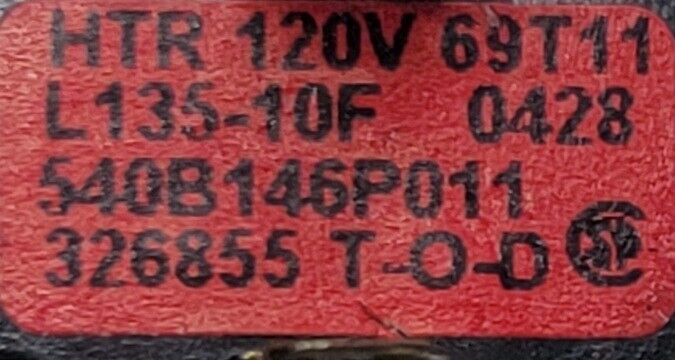 HTR 120V 69T11
L135-10F 0428
540B146P011
326855 T-O-D